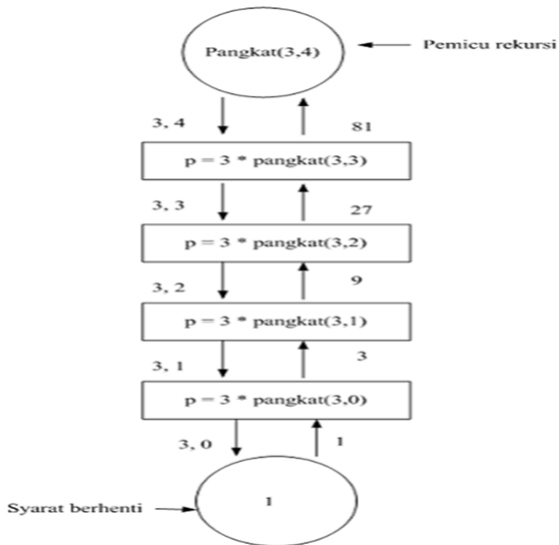 Pangkat(3,4)
Pemicu rekursi
3, 4
81
p = 3 * pangkat(3,3)
3, 3
27
p = 3 * pangkat(3,2)
3, 2
9
p = 3 * pangkat(3,1)
3, 1
3
p = 3 * pangkat(3,0)
3, 0
1
Syarat berhenti
1